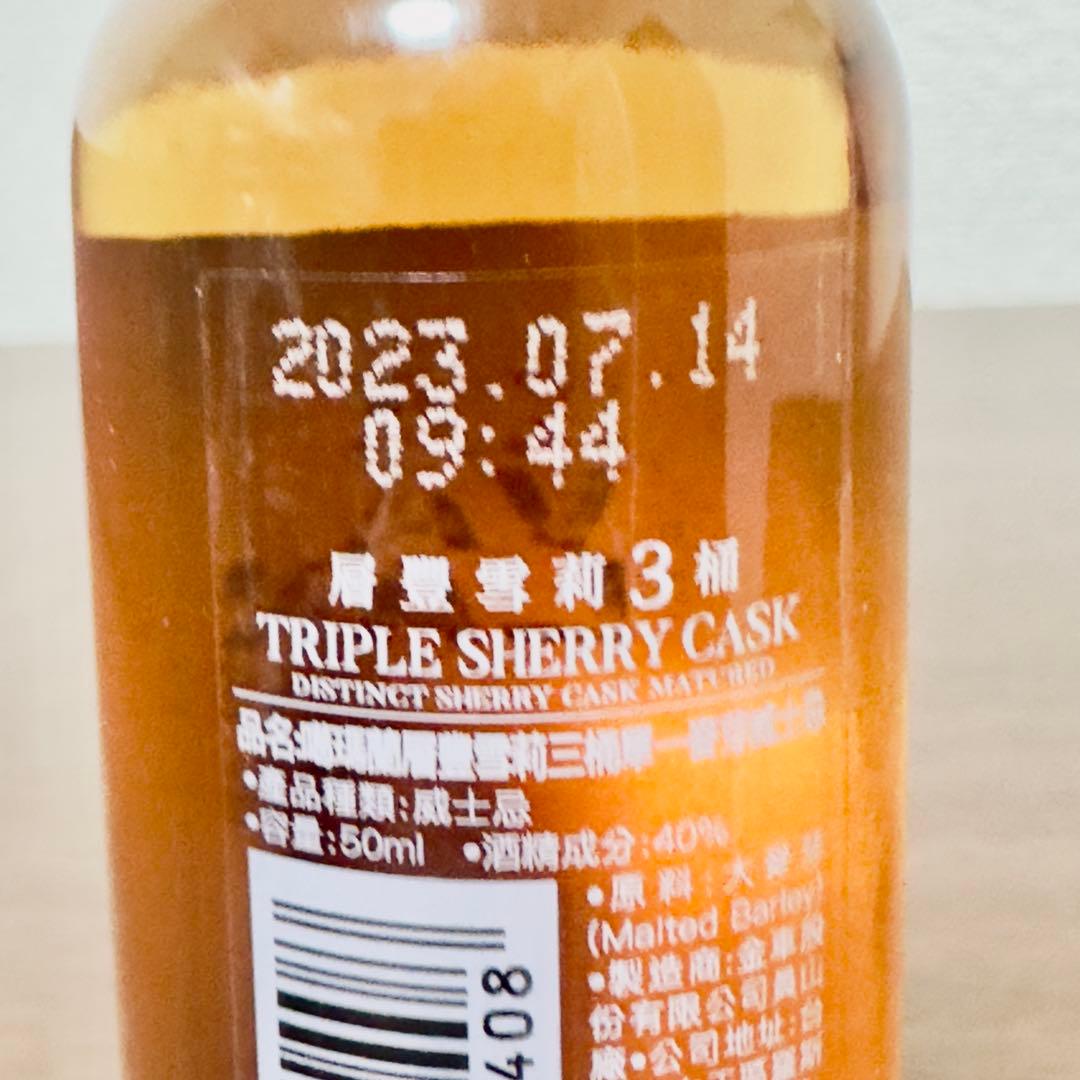 2023.07.14
09:44
層豐雪莉3桶
TRIPLE SHERRY CASK
DISTINCT SHERRY CASK MATURED
品名:噶瑪蘭層豐雪莉三桶單一麥芽威士忌
•產品種類:威士忌
•容量:50ml •酒精成分:40%
•原料:大麥芽
(Malted Barley)
•製造商:金車股
份有限公司員山
廠•公司地址:台
408